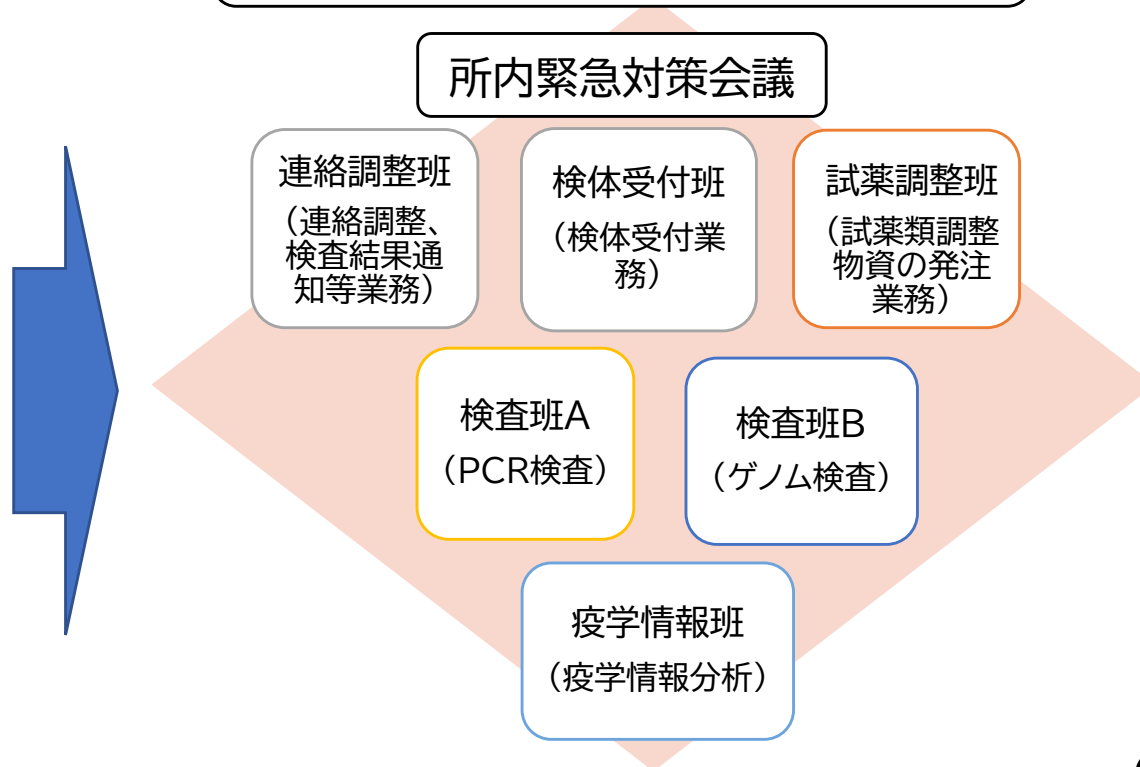 所内緊急対策会議
連絡調整班
（連絡調整、
検査結果通
知等業務）
検体受付班
（検体受付業
務）
試薬調整班
（試薬類調整
物資の発注
業務）
検査班A
（PCR検査）
検査班B
（ゲノム検査）
疫学情報班
（疫学情報分析）